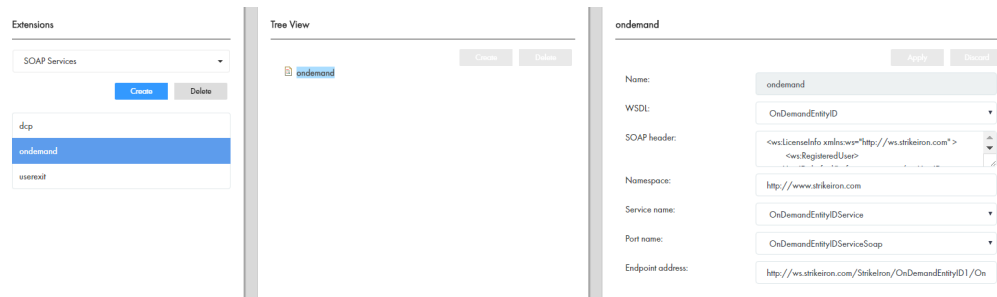 Extensions
SOAP Services
Create Delete
dcp
ondemand
userexit
Tree View
Create Delete
ondemand
ondemand
Apply Discard
Name: ondemand
WSDL: OnDemandEntityID
SOAP header: <ws:LicenseInfo xmlns:ws="http://ws.strikeiron.com" >
<ws:RegisteredUser>
Namespace: http://www.strikeiron.com
Service name: OnDemandEntityIDService
Port name: OnDemandEntityIDServiceSoap
Endpoint address: http://ws.strikeiron.com/StrikeIron/OnDemandEntityID1/On